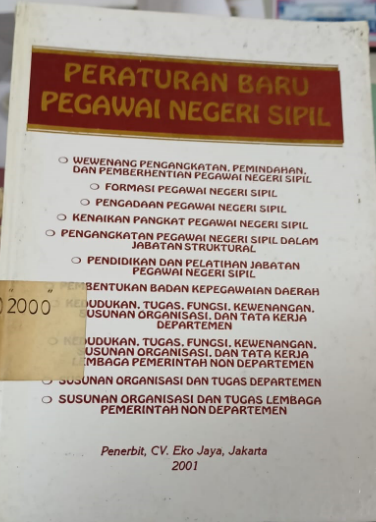 PERATURAN BARU
PEGAWAI NEGERI SIPIL
WEWENANG PENGANGKATAN, PEMINDAHAN,
DAN PEMBERHENTIAN PEGAWAI NEGERI SIPIL
FORMASI PEGAWAI NEGERI SIPIL
PENGADAAN PEGAWAI NEGERI SIPIL
KENAIKAN PANGKAT PEGAWAI NEGERI SIPIL
PENGANGKATAN PEGAWAI NEGERI SIPIL DALAM
JABATAN STRUKTURAL
PENDIDIKAN DAN PELATIHAN JABATAN
PEGAWAI NEGERI SIPIL
PEMBENTUKAN BADAN KEPEGAWAIAN DAERAH
2000
KEDUDUKAN, TUGAS, FUNGSI, KEWENANGAN,
SUSUNAN ORGANISASI, DAN TATA KERJA
DEPARTEMEN
KEDUDUKAN, TUGAS, FUNGSI, KEWENANGAN,
SUSUNAN ORGANISASI, DAN TATA KERJA
LEMBAGA PEMERINTAH NON DEPARTEMEN
SUSUNAN ORGANISASI DAN TUGAS DEPARTEMEN
SUSUNAN ORGANISASI DAN TUGAS LEMBAGA
PEMERINTAH NON DEPARTEMEN
Penerbit, CV. Eko Jaya, Jakarta
2001